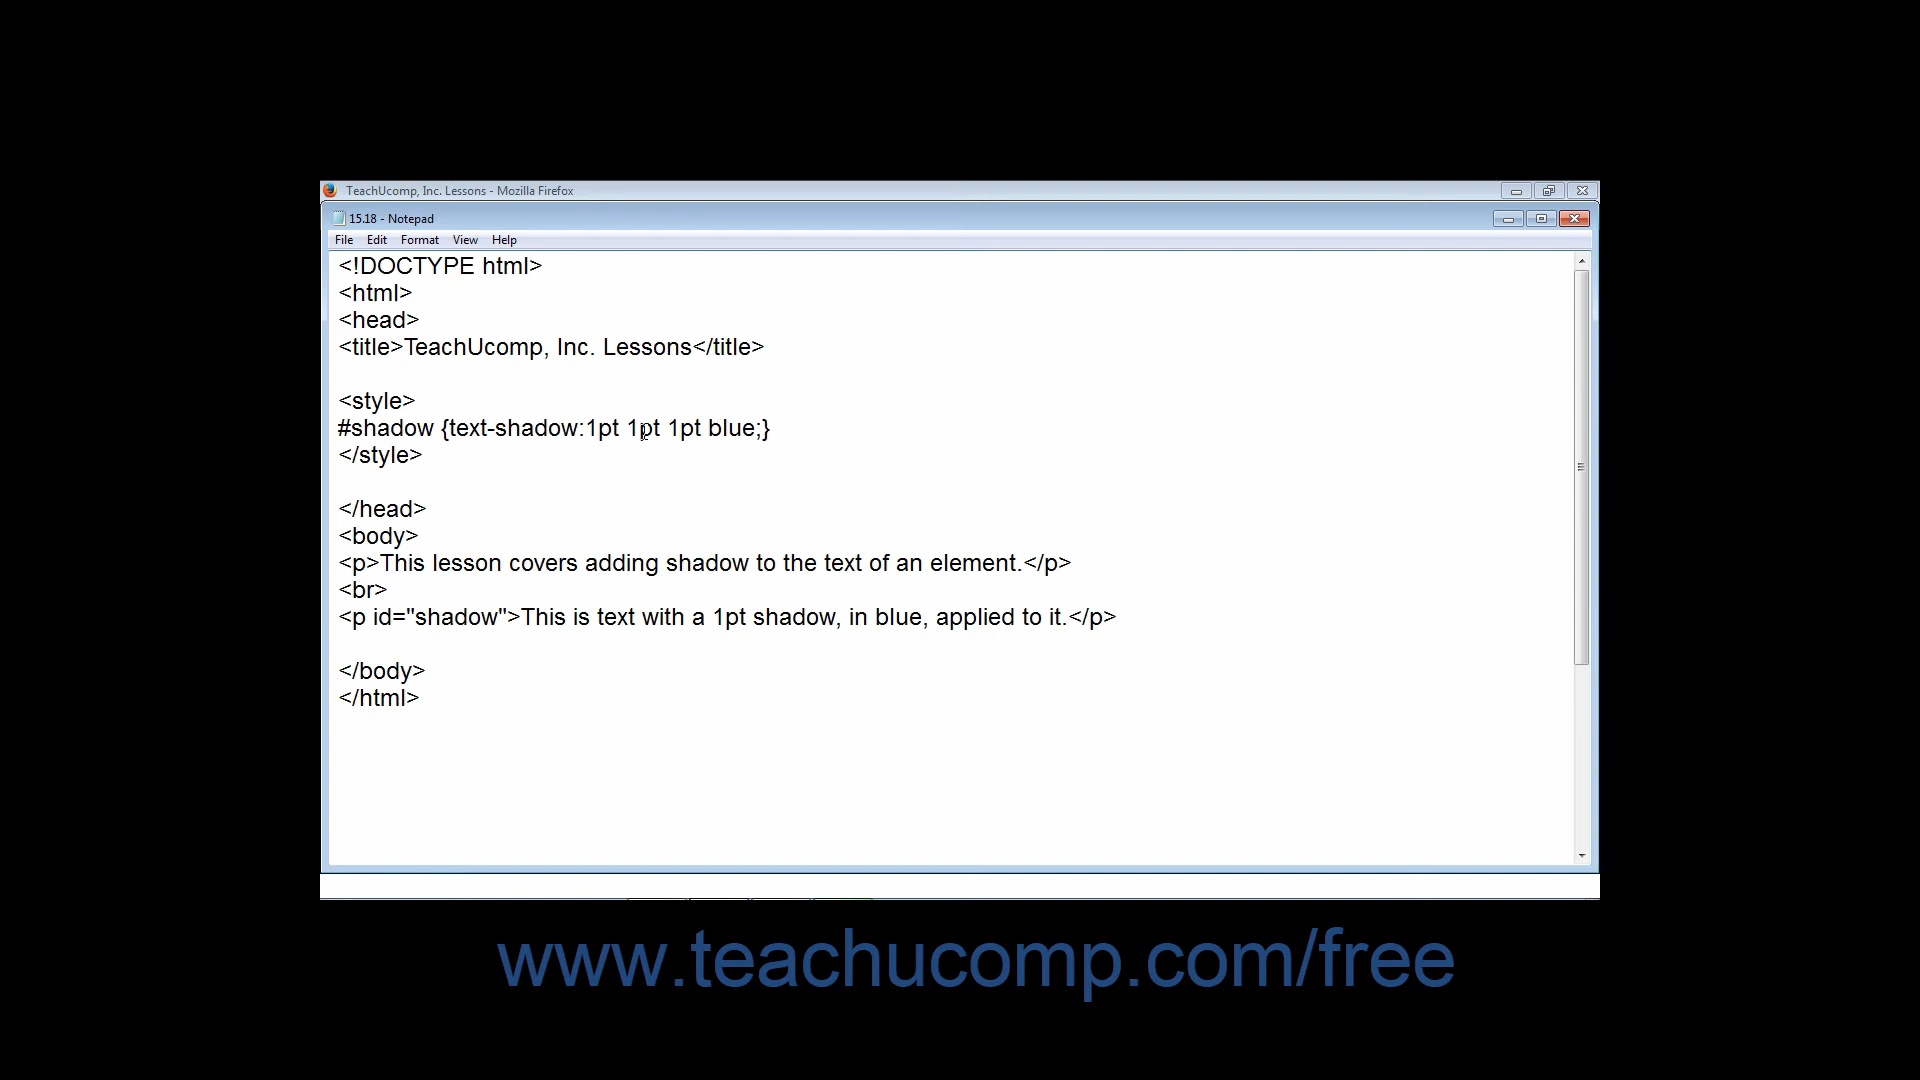 TeachUcomp, Inc. Lessons - Mozilla Firefox
15.18 - Notepad
File Edit Format View Help
<!DOCTYPE html>
<html>
<head>
<title>TeachUcomp, Inc. Lessons</title>
<style>
#shadow {text-shadow:1pt 1pt 1pt blue;}
</style>
</head>
<body>
<p>This lesson covers adding shadow to the text of an element.</p>
<br>
<p id="shadow">This is text with a 1pt shadow, in blue, applied to it.</p>
</body>
</html>
www.teachucomp.com/free